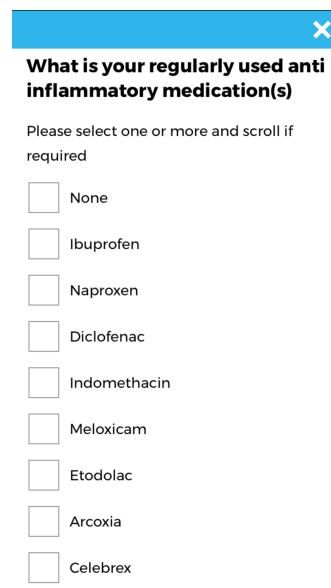 What is your regularly used anti
inflammatory medication(s)
Please select one or more and scroll if
required
None
Ibuprofen
Naproxen
Diclofenac
Indomethacin
Meloxicam
Etodolac
Arcoxia
Celebrex